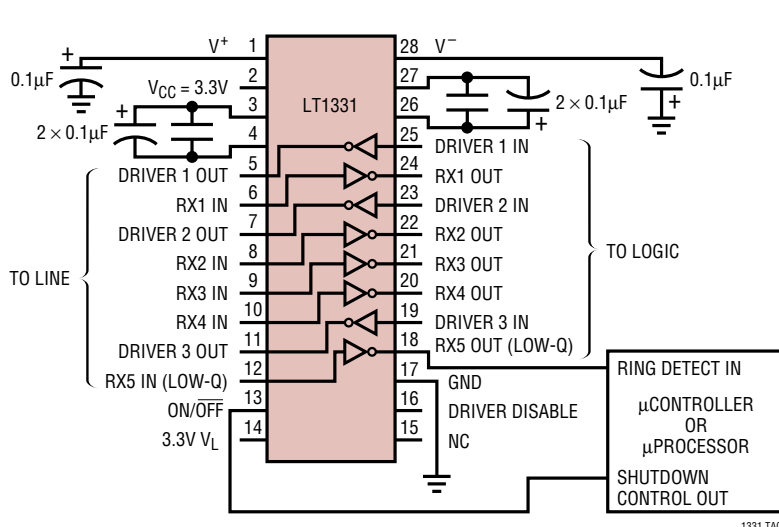 V+ 1
28 V−
0.1µF
+
2
27
0.1µF
+
VCC = 3.3V
3
LT1331
26
2 × 0.1µF
+
2 × 0.1µF
+
4
25 DRIVER 1 IN
DRIVER 1 OUT 5
24 RX1 OUT
RX1 IN 6
23 DRIVER 2 IN
DRIVER 2 OUT 7
22 RX2 OUT
TO LINE
RX2 IN 8
21 RX3 OUT
TO LOGIC
RX3 IN 9
20 RX4 OUT
RX4 IN 10
19 DRIVER 3 IN
DRIVER 3 OUT 11
18 RX5 OUT (LOW-Q)
RX5 IN (LOW-Q) 12
17 GND
ON/O̅F̅F̅ 13
16 DRIVER DISABLE
3.3V VL 14
15 NC
RING DETECT IN
µCONTROLLER
OR
µPROCESSOR
SHUTDOWN
CONTROL OUT